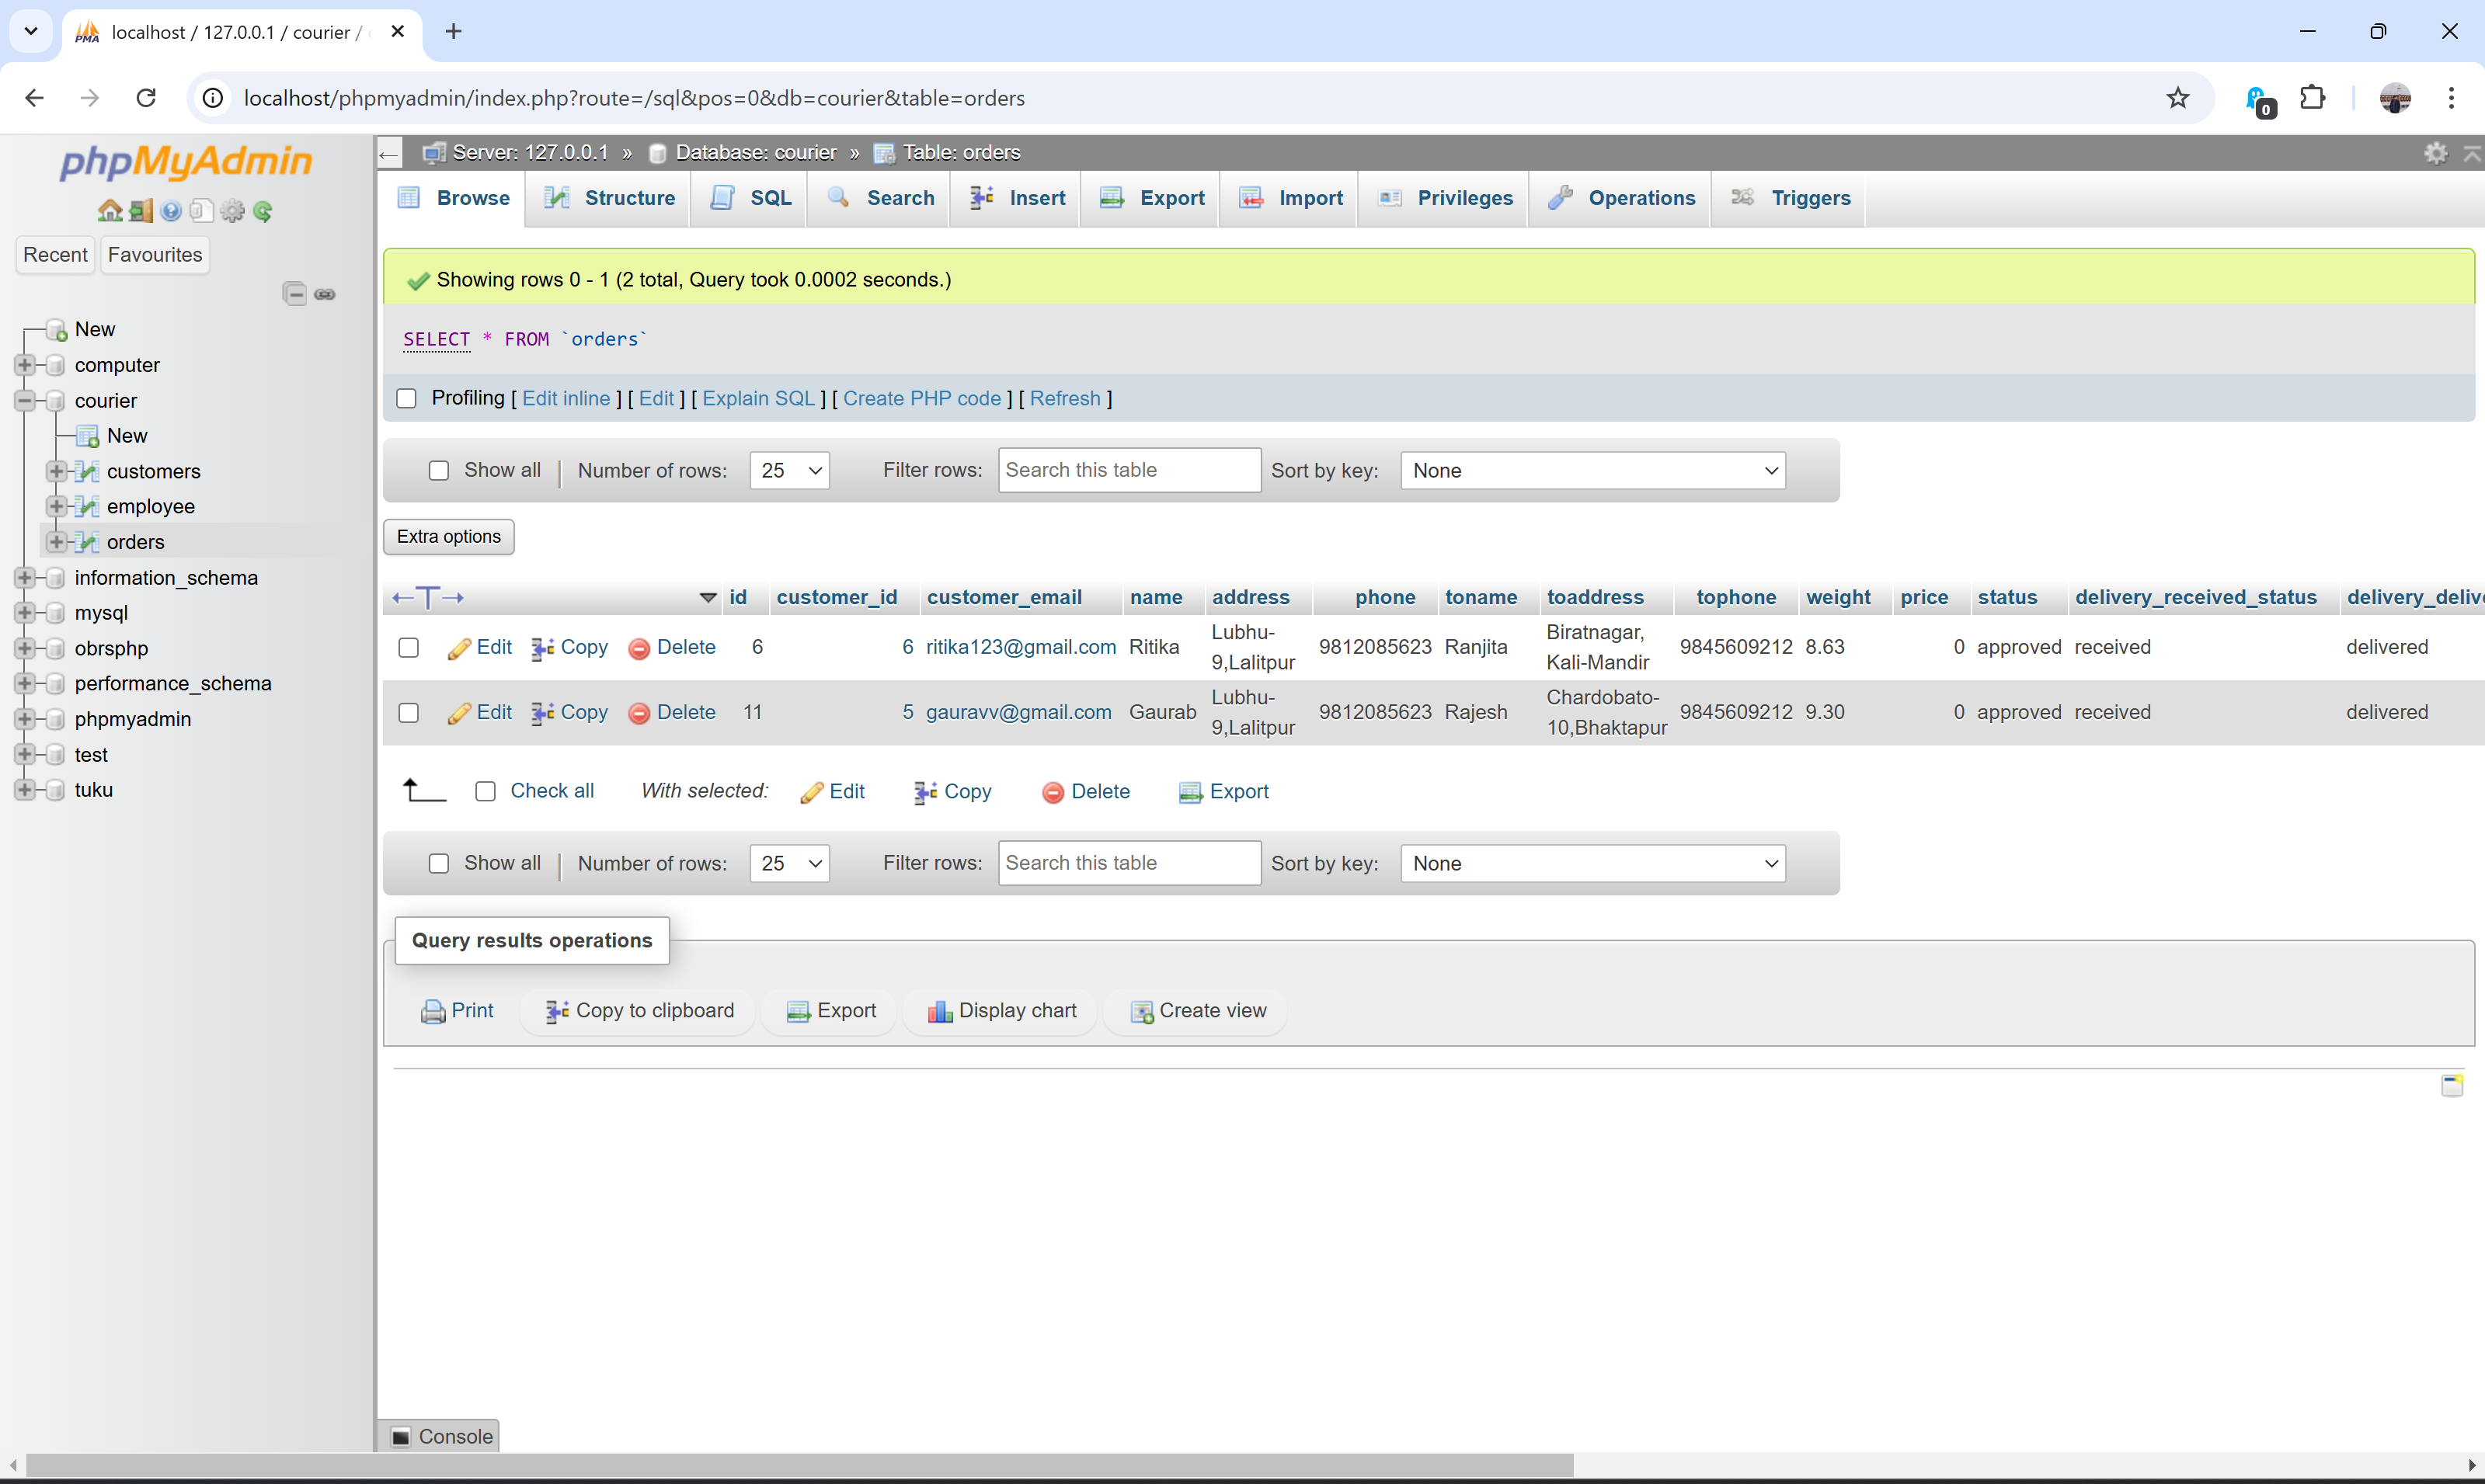 localhost / 127.0.0.1 / courier /
localhost/phpmyadmin/index.php?route=/sql&pos=0&db=courier&table=orders
0
phpMyAdmin
Recent Favourites
New
computer
courier
New
customers
employee
orders
information_schema
mysql
obrsphp
performance_schema
phpmyadmin
test
tuku
Server: 127.0.0.1 » Database: courier » Table: orders
Browse Structure SQL Search Insert Export Import Privileges Operations Triggers
Showing rows 0 - 1 (2 total, Query took 0.0002 seconds.)
SELECT * FROM `orders`
Profiling [ Edit inline ] [ Edit ] [ Explain SQL ] [ Create PHP code ] [ Refresh ]
Show all | Number of rows: 25 Filter rows: Search this table Sort by key: None
Extra options
←T→ id customer_id customer_email name address phone toname toaddress tophone weight price status delivery_received_status
Edit Copy Delete 6 6 ritika123@gmail.com Ritika Lubhu-9,Lalitpur 9812085623 Ranjita Biratnagar, Kali-Mandir 9845609212 8.63 0 approved received delivered
Edit Copy Delete 11 5 gauravv@gmail.com Gaurab Lubhu-9,Lalitpur 9812085623 Rajesh Chardobato-10,Bhaktapur 9845609212 9.30 0 approved received delivered
Check all With selected: Edit Copy Delete Export
Show all | Number of rows: 25 Filter rows: Search this table Sort by key: None
Query results operations
Print Copy to clipboard Export Display chart Create view
Console